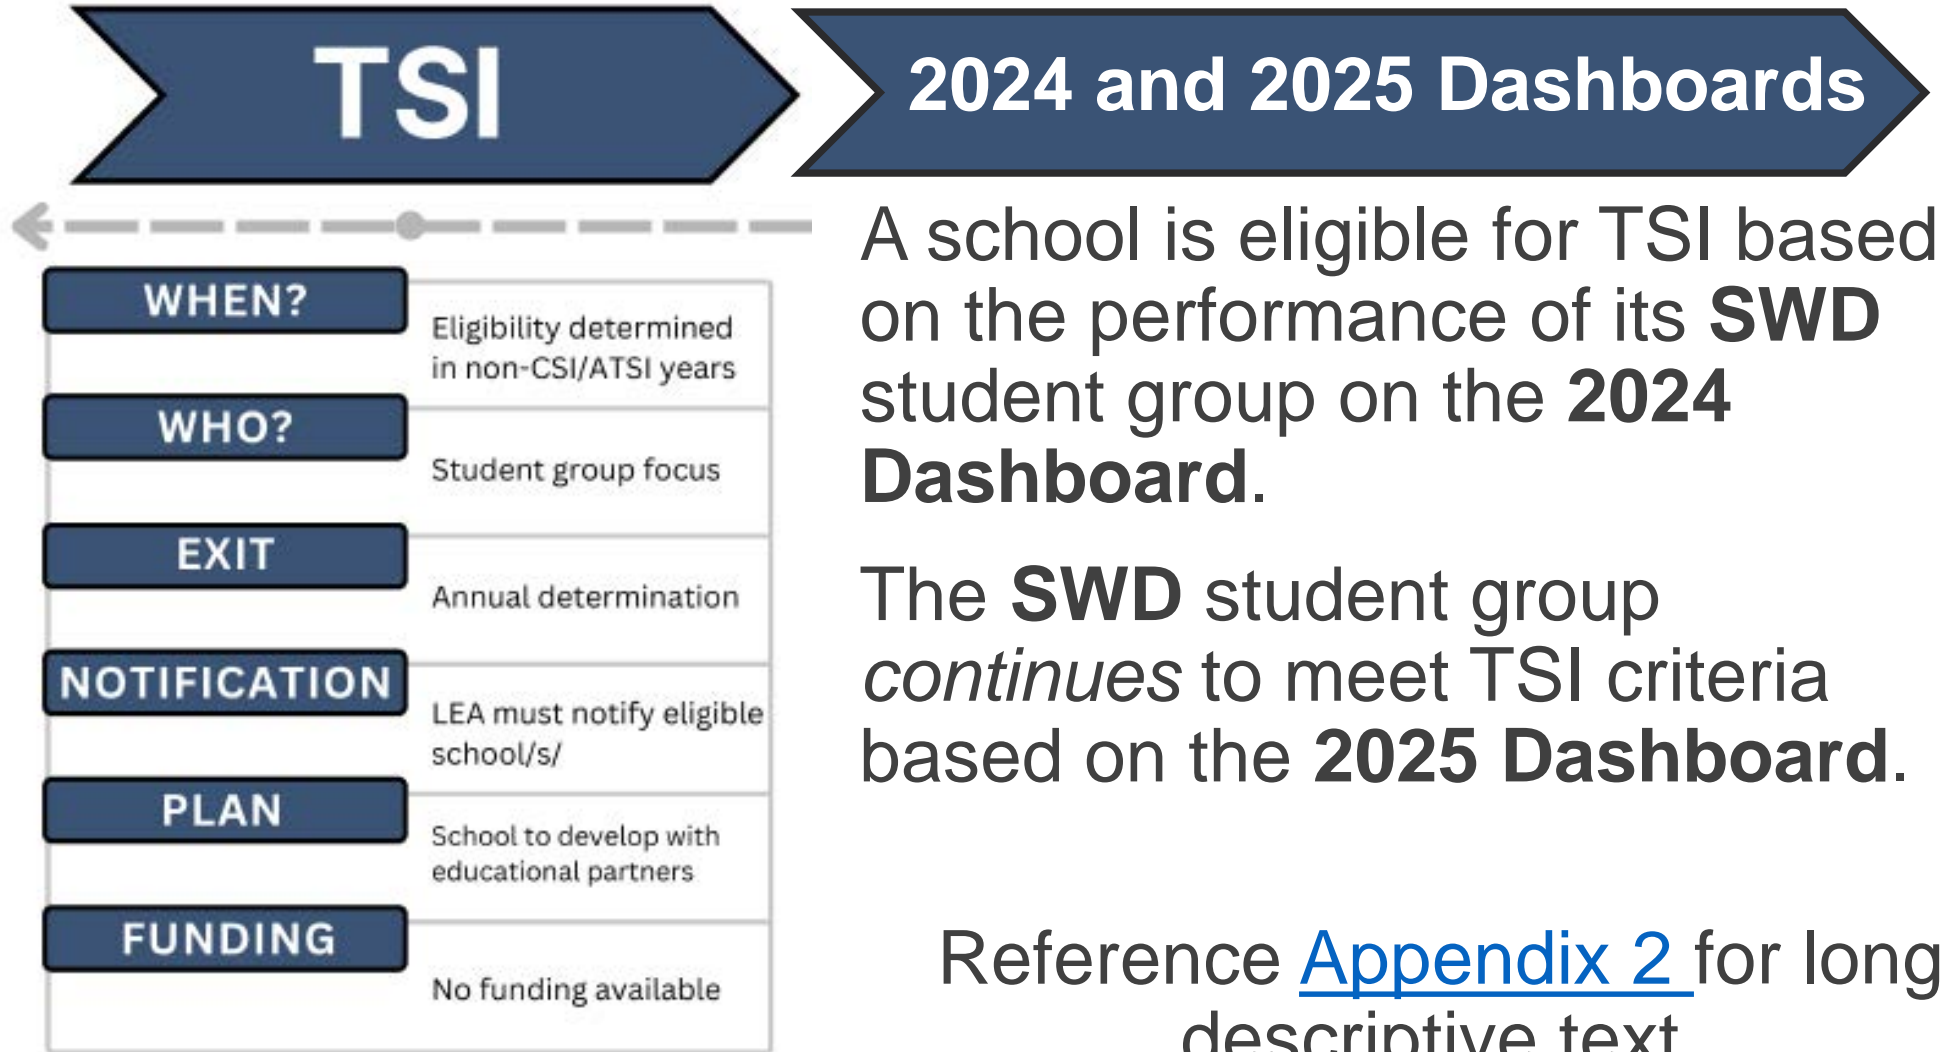 TSI
2024 and 2025 Dashboards
WHEN?
Eligibility determined
in non-CSI/ATSI years
WHO?
Student group focus
EXIT
Annual determination
NOTIFICATION
LEA must notify eligible
school/s/
PLAN
School to develop with
educational partners
FUNDING
No funding available
A school is eligible for TSI based
on the performance of its SWD
student group on the 2024
Dashboard.
The SWD student group
continues to meet TSI criteria
based on the 2025 Dashboard.
Reference Appendix 2 for long
descriptive text